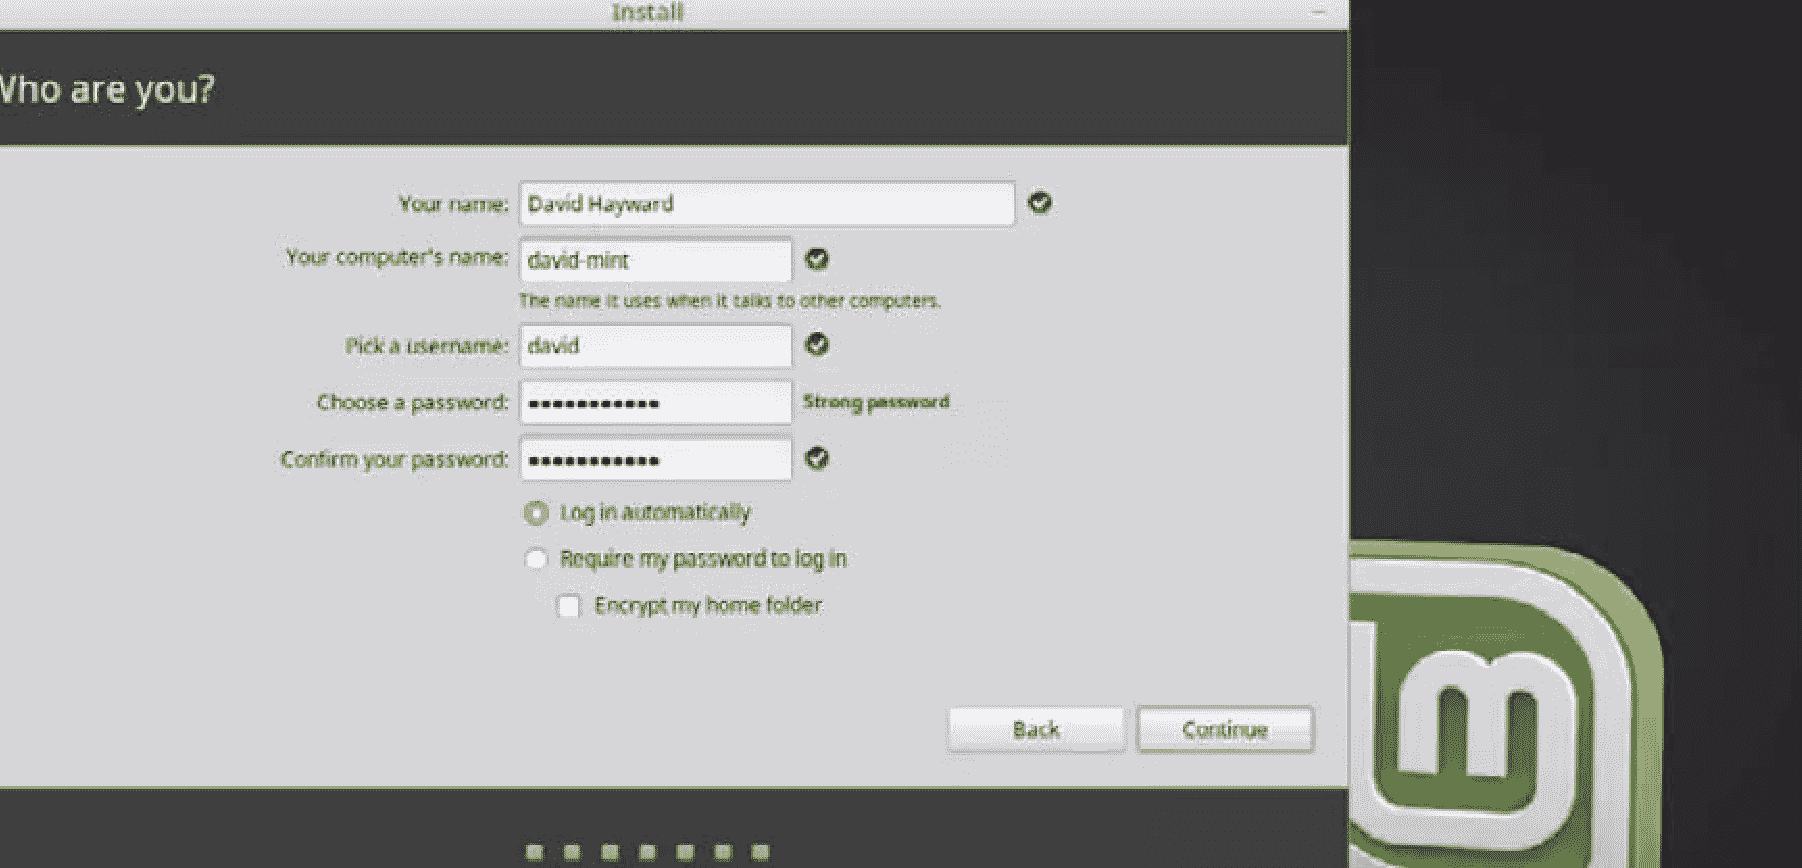 Install
Who are you?
Your name: David Hayward
Your computer's name: david-mint
The name it uses when it talks to other computers.
Pick a username: david
Choose a password: ●●●●●●●●●●● Strong password
Confirm your password: ●●●●●●●●●●●
Log in automatically
Require my password to log in
Encrypt my home folder
Back Continue